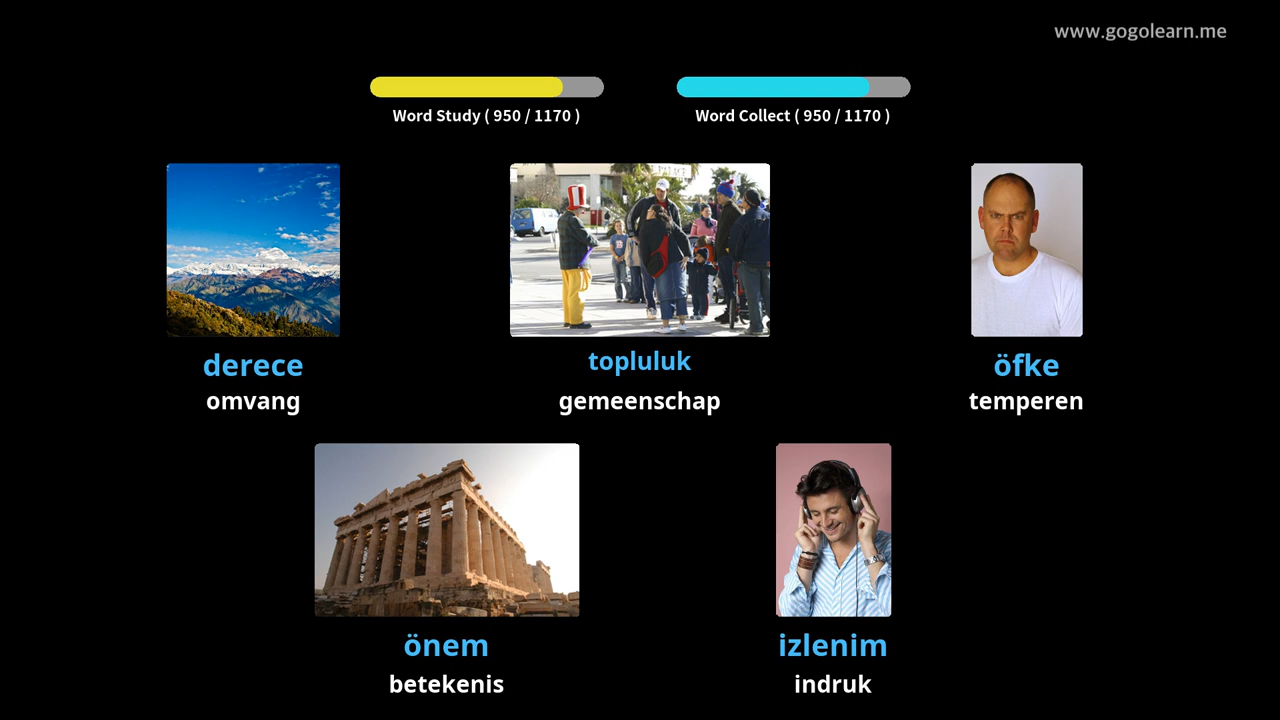 www.gogolearn.me
Word Study ( 950 / 1170 )
Word Collect ( 950 / 1170 )
derece
omvang
topluluk
gemeenschap
öfke
temperen
önem
betekenis
izlenim
indruk